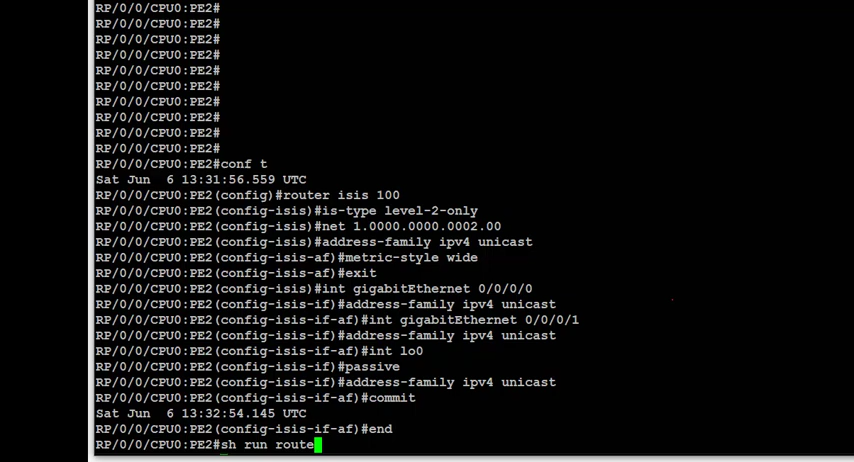 RP/0/0/CPU0:PE2#
RP/0/0/CPU0:PE2#
RP/0/0/CPU0:PE2#
RP/0/0/CPU0:PE2#
RP/0/0/CPU0:PE2#
RP/0/0/CPU0:PE2#
RP/0/0/CPU0:PE2#
RP/0/0/CPU0:PE2#
RP/0/0/CPU0:PE2#
RP/0/0/CPU0:PE2#
RP/0/0/CPU0:PE2#conf t
Sat Jun  6 13:31:56.559 UTC
RP/0/0/CPU0:PE2(config)#router isis 100
RP/0/0/CPU0:PE2(config-isis)#is-type level-2-only
RP/0/0/CPU0:PE2(config-isis)#net 1.0000.0000.0002.00
RP/0/0/CPU0:PE2(config-isis)#address-family ipv4 unicast
RP/0/0/CPU0:PE2(config-isis-af)#metric-style wide
RP/0/0/CPU0:PE2(config-isis-af)#exit
RP/0/0/CPU0:PE2(config-isis)#int gigabitEthernet 0/0/0/0
RP/0/0/CPU0:PE2(config-isis-if)#address-family ipv4 unicast
RP/0/0/CPU0:PE2(config-isis-if-af)#int gigabitEthernet 0/0/0/1
RP/0/0/CPU0:PE2(config-isis-if)#address-family ipv4 unicast
RP/0/0/CPU0:PE2(config-isis-if-af)#int lo0
RP/0/0/CPU0:PE2(config-isis-if)#passive
RP/0/0/CPU0:PE2(config-isis-if)#address-family ipv4 unicast
RP/0/0/CPU0:PE2(config-isis-if-af)#commit
Sat Jun  6 13:32:54.145 UTC
RP/0/0/CPU0:PE2(config-isis-if-af)#end
RP/0/0/CPU0:PE2#sh run route